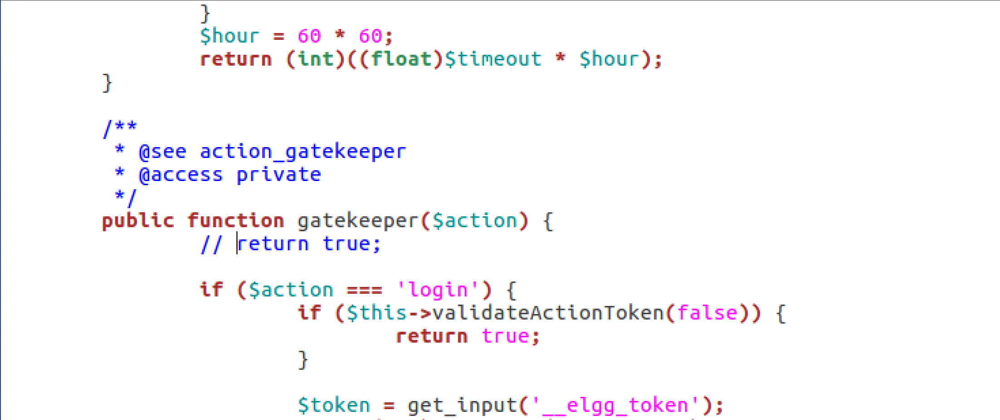 }
$hour = 60 * 60;
return (int)((float)$timeout * $hour);
}
/**
* @see action_gatekeeper
* @access private
*/
public function gatekeeper($action) {
// return true;
if ($action === 'login') {
if ($this->validateActionToken(false)) {
return true;
}
$token = get_input('__elgg_token');